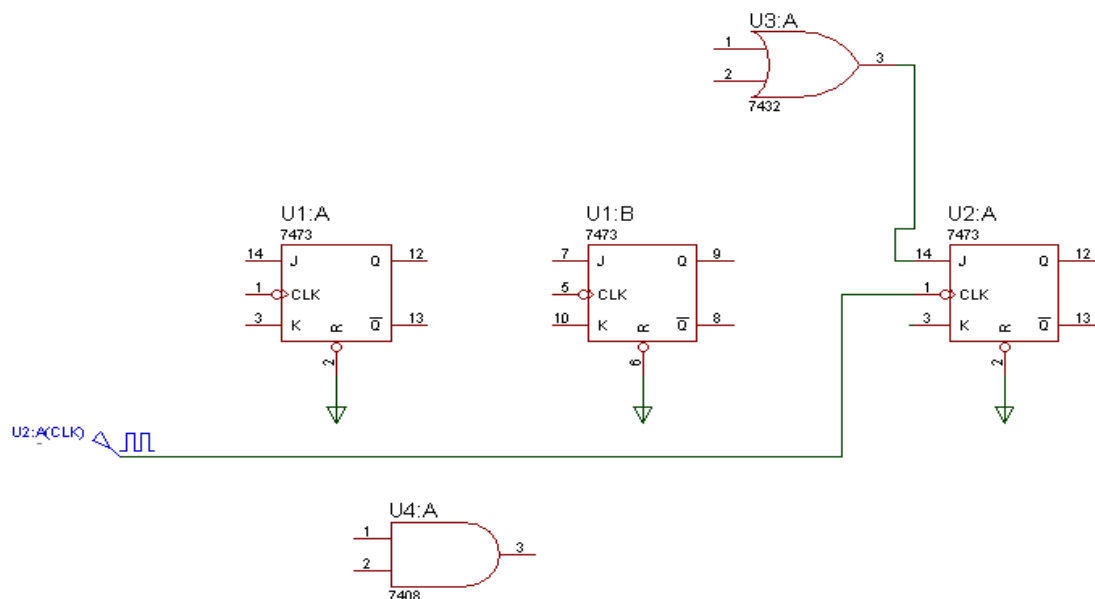 U3:A
1
2
3
7432
U1:A
7473
14 J Q 12
1 CLK
3 K R Q 13
2
U1:B
7473
7 J Q 9
5 CLK
10 K R Q 8
6
U2:A
7473
14 J Q 12
1 CLK
3 K R Q 13
2
U2:A(CLK)
U4:A
1
2
3
7408